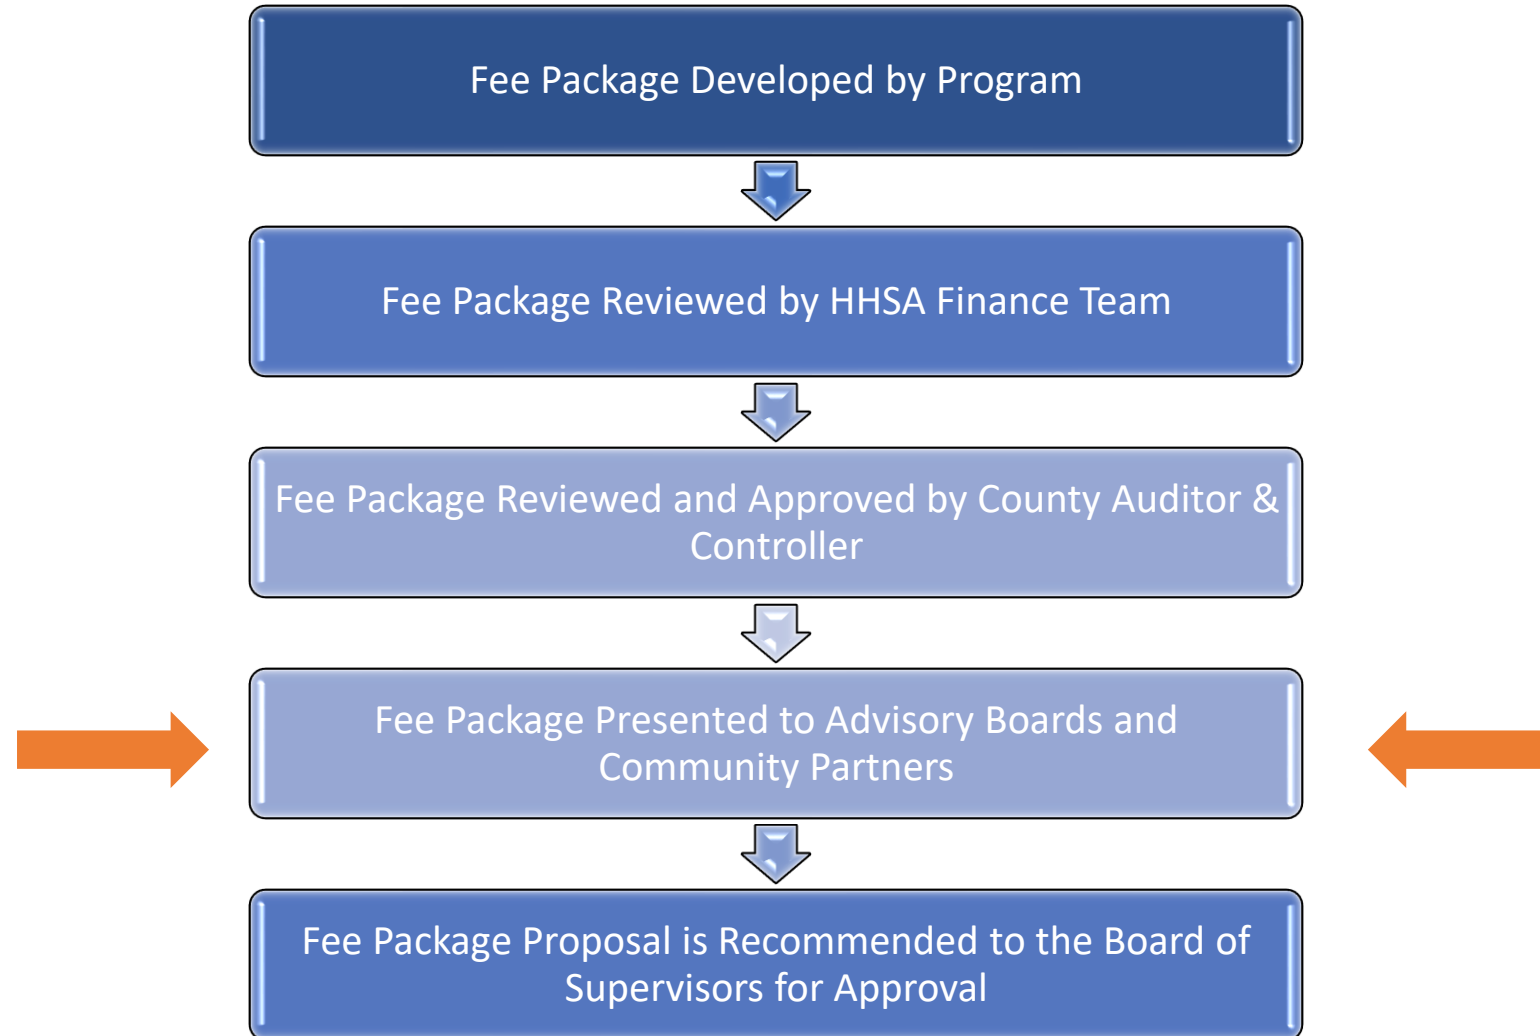 Fee Package Developed by Program
Fee Package Reviewed by HHSA Finance Team
Fee Package Reviewed and Approved by County Auditor &
Controller
Fee Package Presented to Advisory Boards and
Community Partners
Fee Package Proposal is Recommended to the Board of
Supervisors for Approval